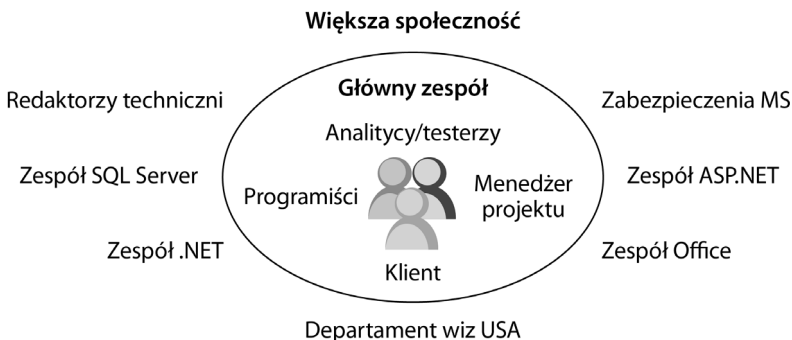 Większa społeczność
Główny zespół
Redaktorzy techniczni
Zabezpieczenia MS
Analitycy/testerzy
Zespół SQL Server
Zespół ASP.NET
Programiści
Menedżer
projektu
Zespół .NET
Zespół Office
Klient
Departament wiz USA